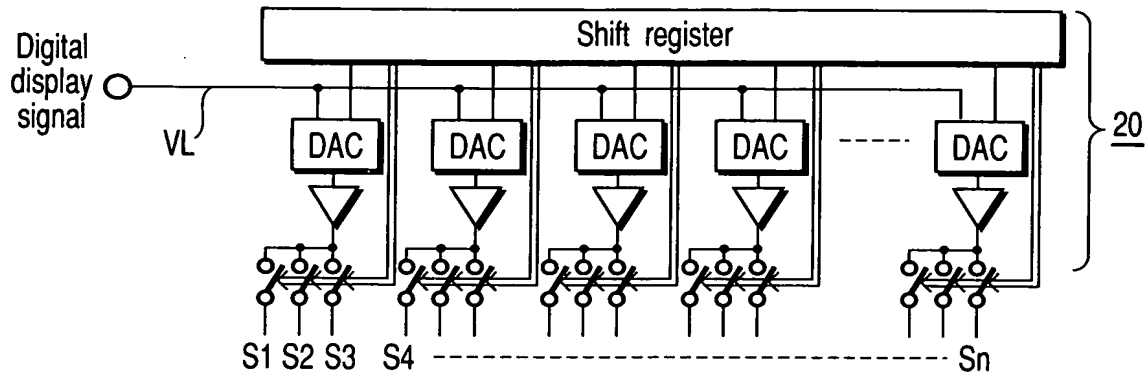 Shift register
Digital
display
signal
VL
DAC DAC DAC DAC DAC
20
S1 S2 S3 S4 Sn